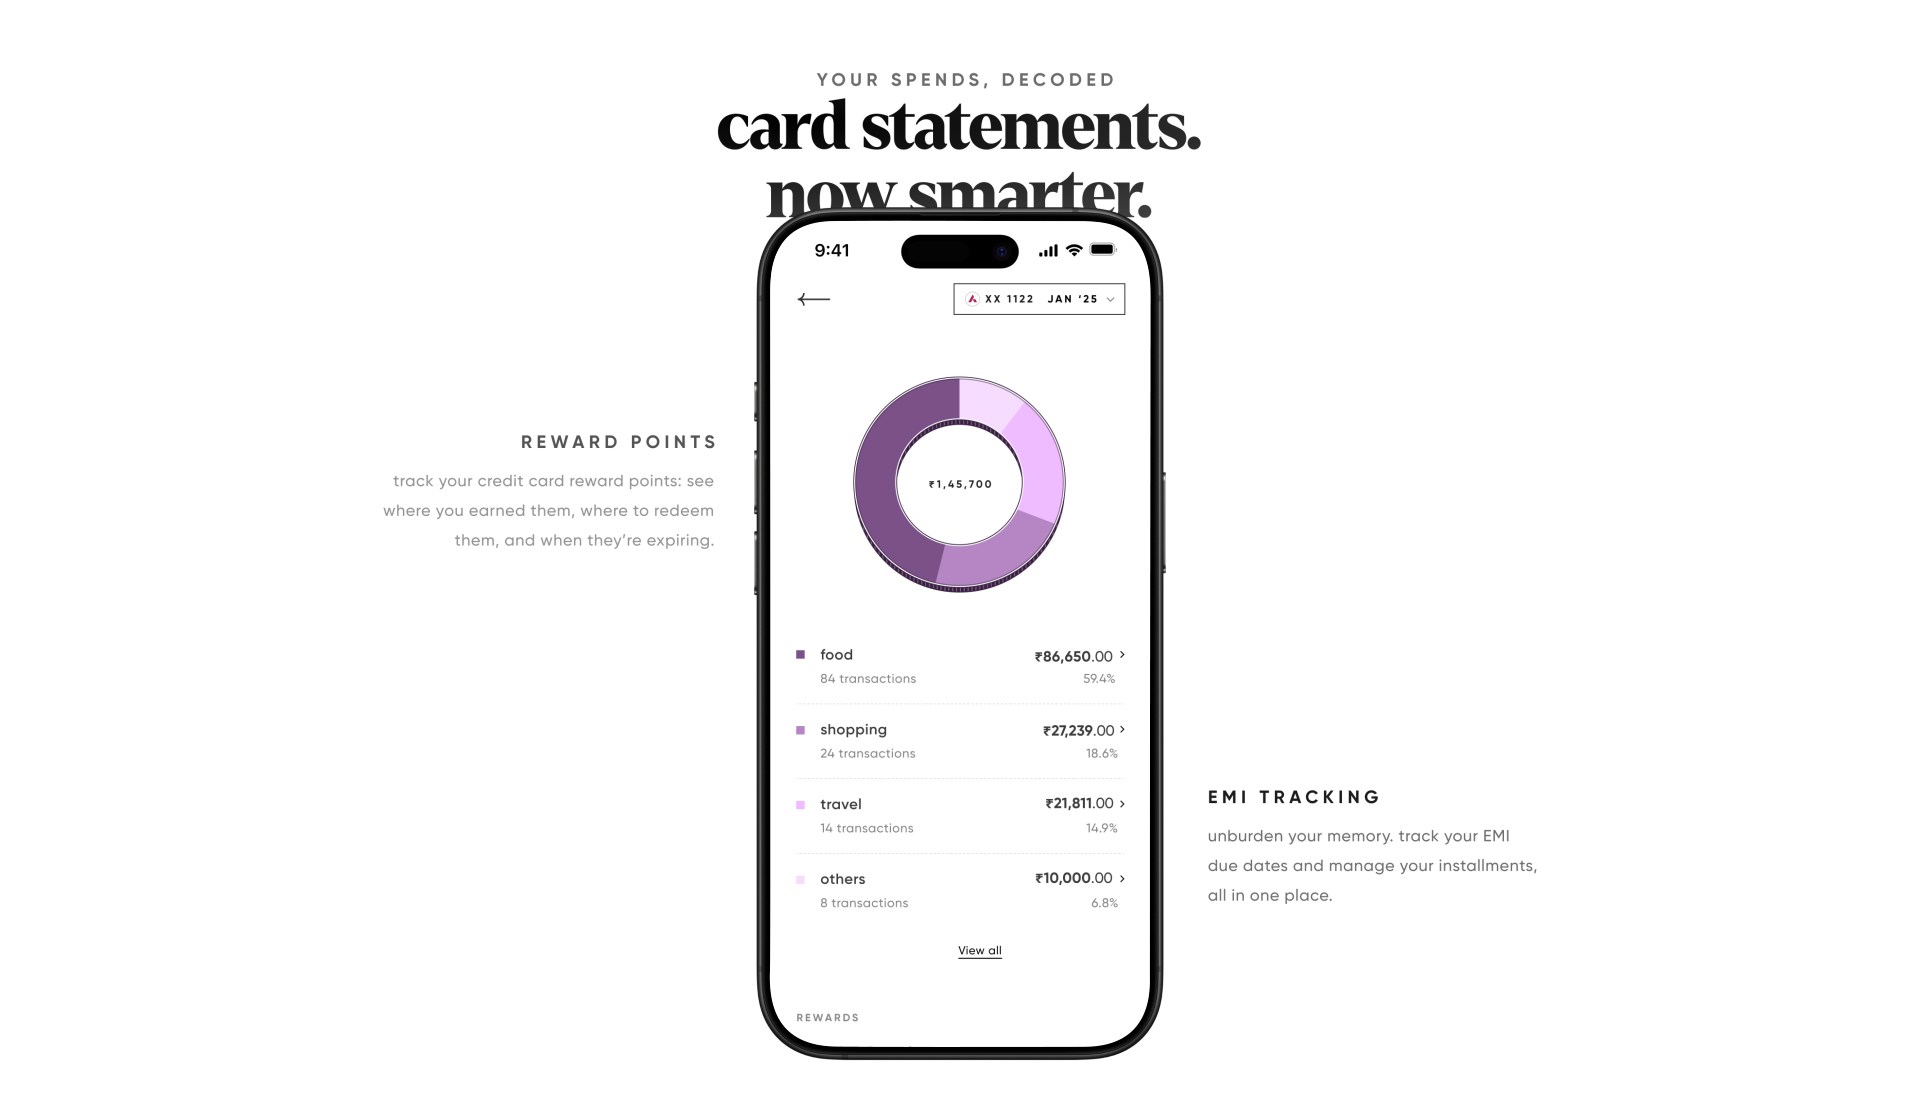 YOUR SPENDS, DECODED
card statements.
now smarter.
9:41
XX 1122 JAN ‘25
REWARD POINTS
track your credit card reward points: see
where you earned them, where to redeem
them, and when they’re expiring.
₹1,45,700
food ₹86,650.00
84 transactions 59.4%
shopping ₹27,239.00
24 transactions 18.6%
travel ₹21,811.00
14 transactions 14.9%
others ₹10,000.00
8 transactions 6.8%
View all
REWARDS
EMI TRACKING
unburden your memory. track your EMI
due dates and manage your installments,
all in one place.